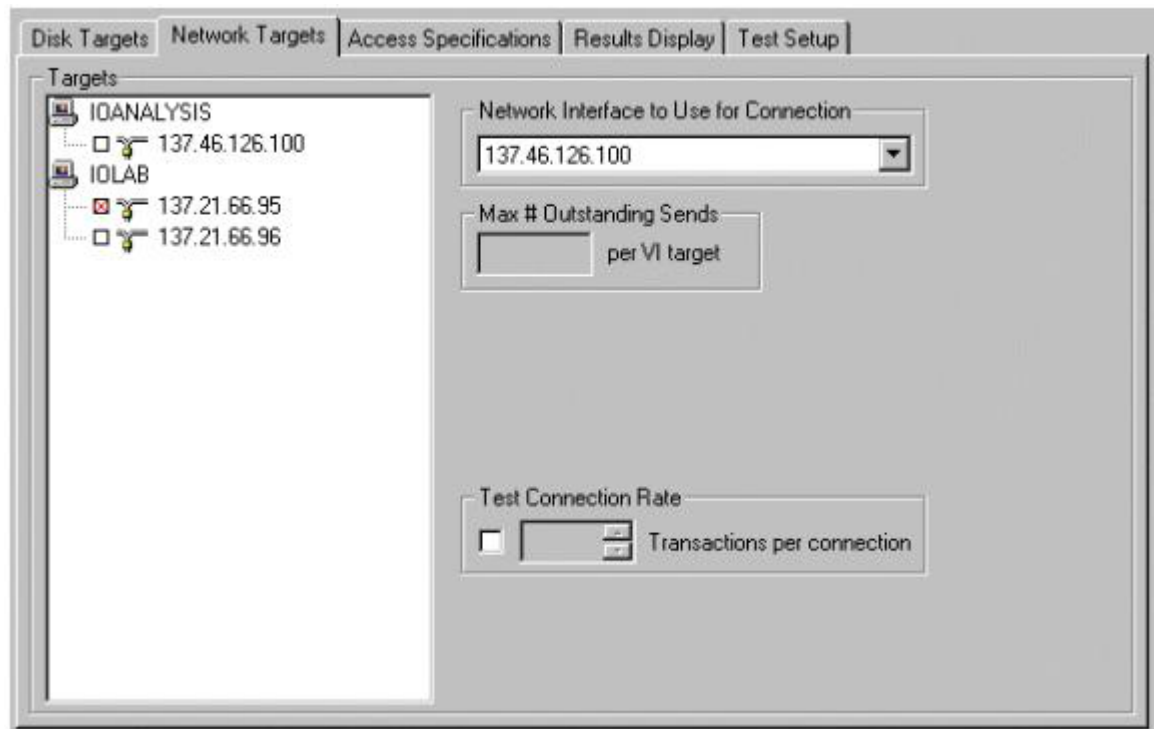 Disk Targets Network Targets Access Specifications Results Display Test Setup
Targets
IOANALYSIS
137.46.126.100
IOLAB
137.21.66.95
137.21.66.96
Network Interface to Use for Connection
137.46.126.100
Max # Outstanding Sends
per VI target
Test Connection Rate
Transactions per connection